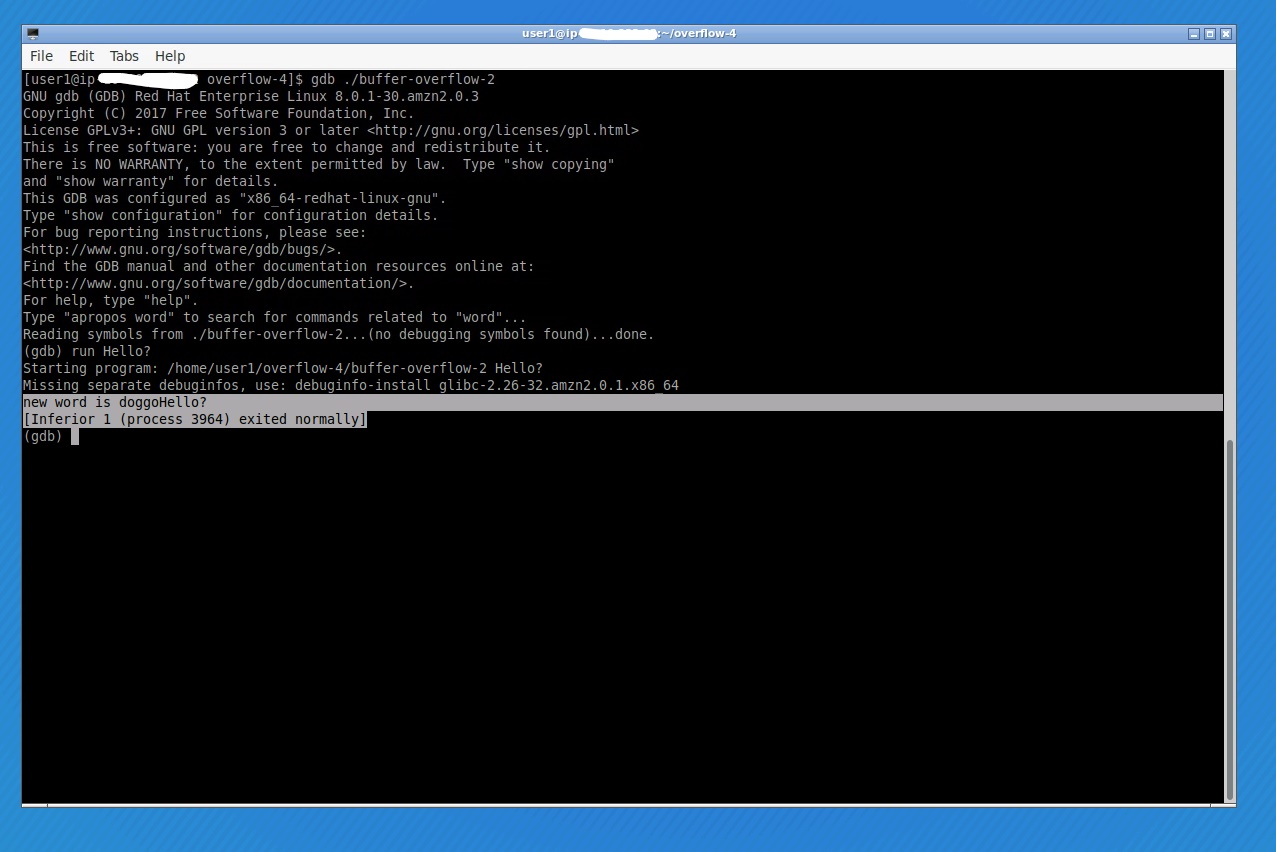 user1@ip :~/overflow-4
File Edit Tabs Help
[user1@ip overflow-4]$ gdb ./buffer-overflow-2
GNU gdb (GDB) Red Hat Enterprise Linux 8.0.1-30.amzn2.0.3
Copyright (C) 2017 Free Software Foundation, Inc.
License GPLv3+: GNU GPL version 3 or later <http://gnu.org/licenses/gpl.html>
This is free software: you are free to change and redistribute it.
There is NO WARRANTY, to the extent permitted by law.  Type "show copying"
and "show warranty" for details.
This GDB was configured as "x86_64-redhat-linux-gnu".
Type "show configuration" for configuration details.
For bug reporting instructions, please see:
<http://www.gnu.org/software/gdb/bugs/>.
Find the GDB manual and other documentation resources online at:
<http://www.gnu.org/software/gdb/documentation/>.
For help, type "help".
Type "apropos word" to search for commands related to "word"...
Reading symbols from ./buffer-overflow-2...(no debugging symbols found)...done.
(gdb) run Hello?
Starting program: /home/user1/overflow-4/buffer-overflow-2 Hello?
Missing separate debuginfos, use: debuginfo-install glibc-2.26-32.amzn2.0.1.x86_64
new word is doggoHello?
[Inferior 1 (process 3964) exited normally]
(gdb)